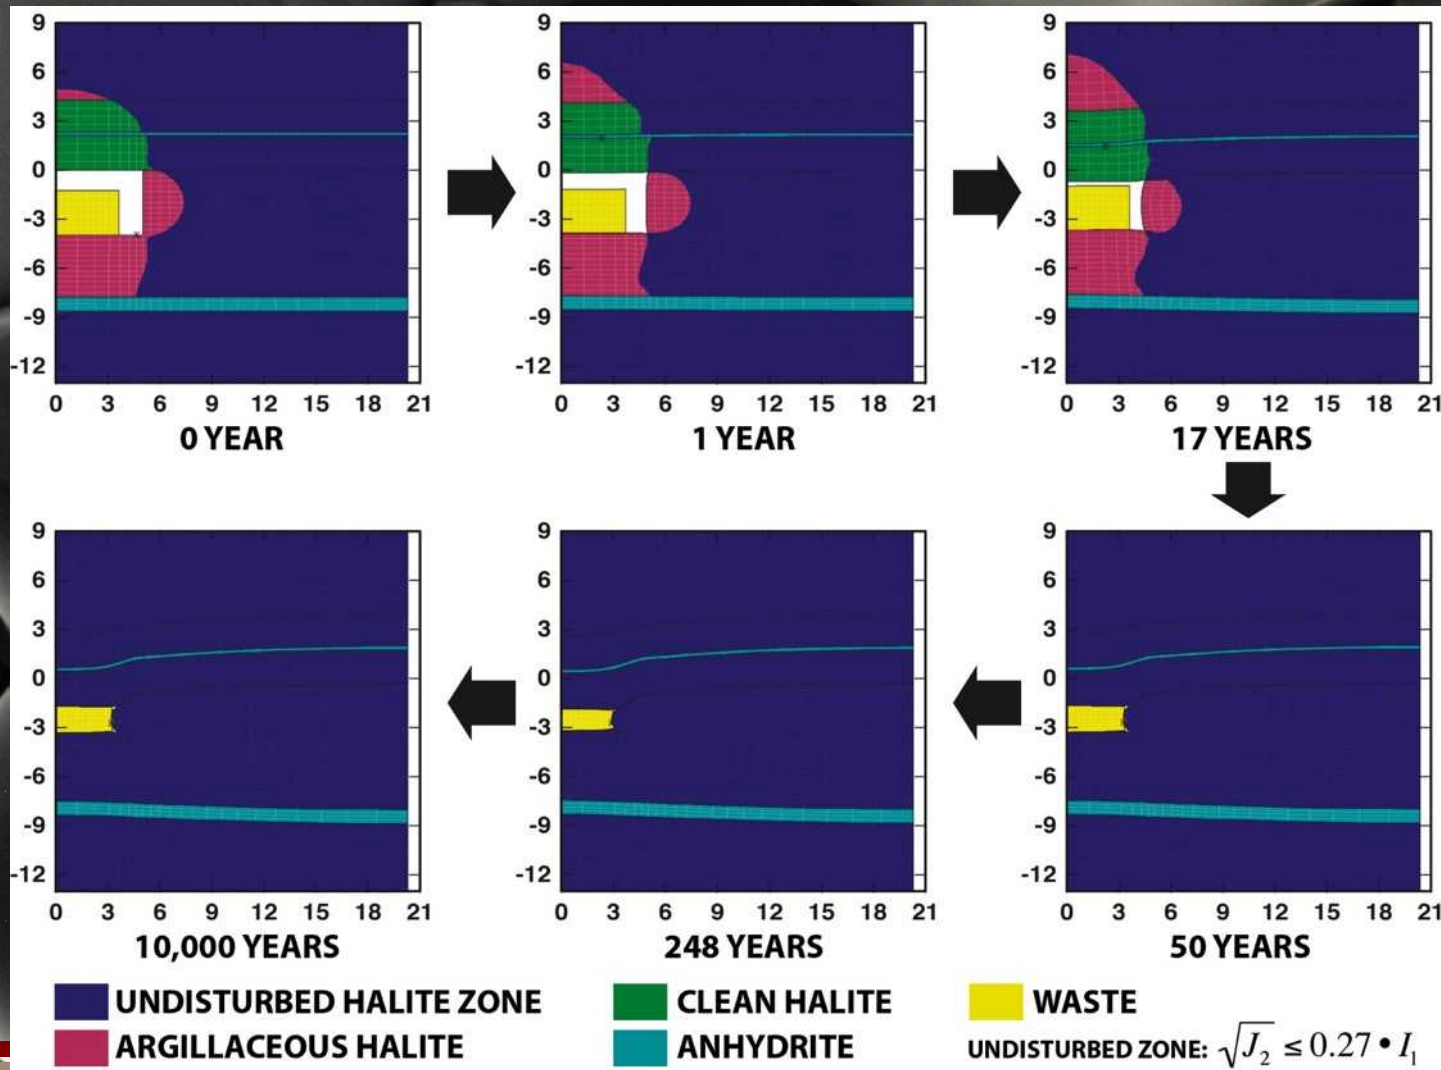 9
6
3
0
-3
-6
-9
-12
0 3 6 9 12 15 18 21
0 YEAR
9
6
3
0
-3
-6
-9
-12
0 3 6 9 12 15 18 21
1 YEAR
9
6
3
0
-3
-6
-9
-12
0 3 6 9 12 15 18 21
17 YEARS
9
6
3
0
-3
-6
-9
-12
0 3 6 9 12 15 18 21
10,000 YEARS
9
6
3
0
-3
-6
-9
-12
0 3 6 9 12 15 18 21
248 YEARS
9
6
3
0
-3
-6
-9
-12
0 3 6 9 12 15 18 21
50 YEARS
UNDISTURBED HALITE ZONE
CLEAN HALITE
WASTE
ARGILLACEOUS HALITE
ANHYDRITE
UNDISTURBED ZONE: √J₂ ≤ 0.27 • I₁